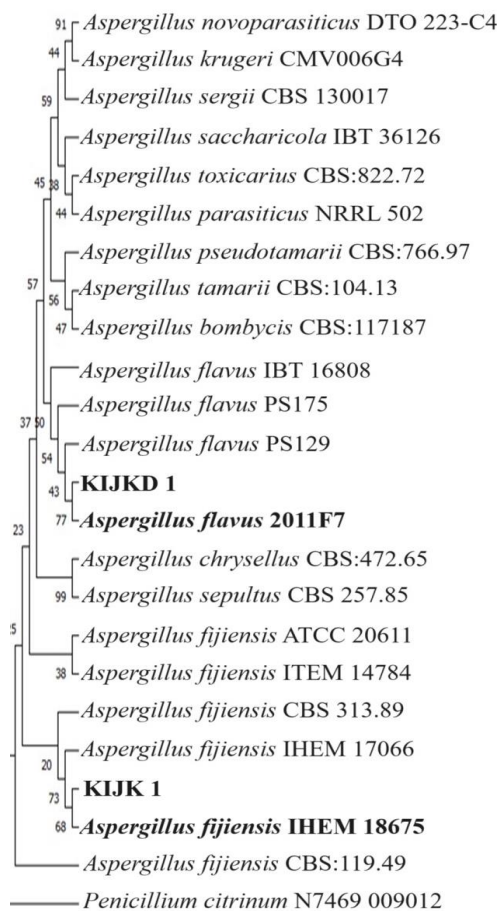 91
Aspergillus novoparasiticus DTO 223-C4
44
Aspergillus krugeri CMV006G4
59
Aspergillus sergii CBS 130017
Aspergillus saccharicola IBT 36126
45 38
Aspergillus toxicarius CBS:822.72
44
Aspergillus parasiticus NRRL 502
Aspergillus pseudotamarii CBS:766.97
57
56
Aspergillus tamarii CBS:104.13
47
Aspergillus bombycis CBS:117187
Aspergillus flavus IBT 16808
Aspergillus flavus PS175
37 50
Aspergillus flavus PS129
54
43
KIJKD 1
77
Aspergillus flavus 2011F7
23
Aspergillus chrysellus CBS:472.65
99
Aspergillus sepultus CBS 257.85
Aspergillus fijiensis ATCC 20611
38
Aspergillus fijiensis ITEM 14784
Aspergillus fijiensis CBS 313.89
20
Aspergillus fijiensis IHEM 17066
73
KIJK 1
68
Aspergillus fijiensis IHEM 18675
Aspergillus fijiensis CBS:119.49
Penicillium citrinum N7469 009012